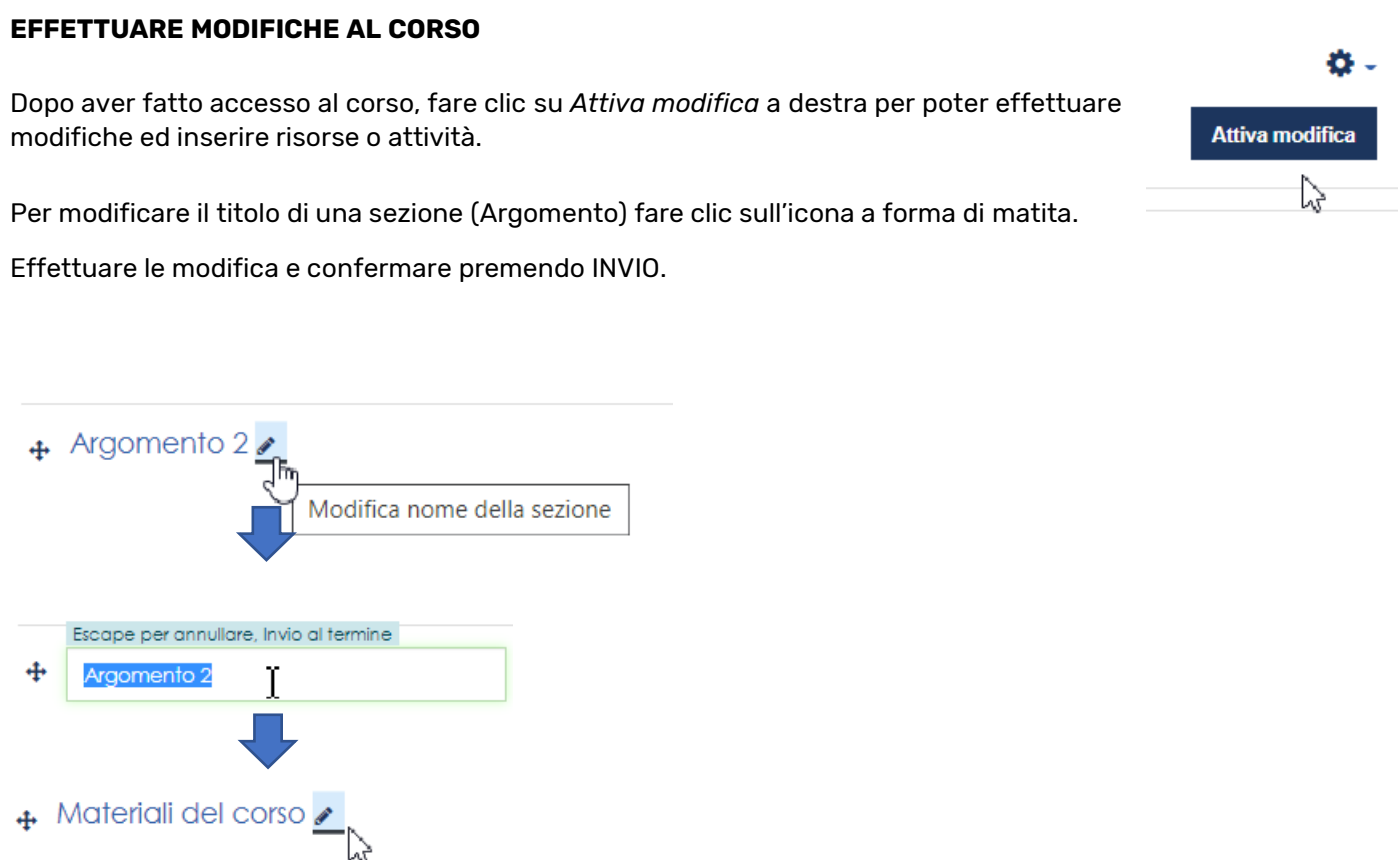 EFFETTUARE MODIFICHE AL CORSO
Dopo aver fatto accesso al corso, fare clic su Attiva modifica a destra per poter effettuare
modifiche ed inserire risorse o attività.
Attiva modifica
Per modificare il titolo di una sezione (Argomento) fare clic sull’icona a forma di matita.
Effettuare le modifica e confermare premendo INVIO.
Argomento 2
Modifica nome della sezione
Escape per annullare, Invio al termine
Argomento 2
Materiali del corso